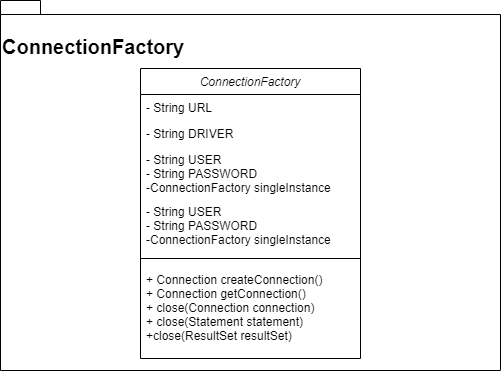 ConnectionFactory
ConnectionFactory
- String URL
- String DRIVER
- String USER
- String PASSWORD
-ConnectionFactory singleInstance
- String USER
- String PASSWORD
-ConnectionFactory singleInstance
+ Connection createConnection()
+ Connection getConnection()
+ close(Connection connection)
+ close(Statement statement)
+close(ResultSet resultSet)